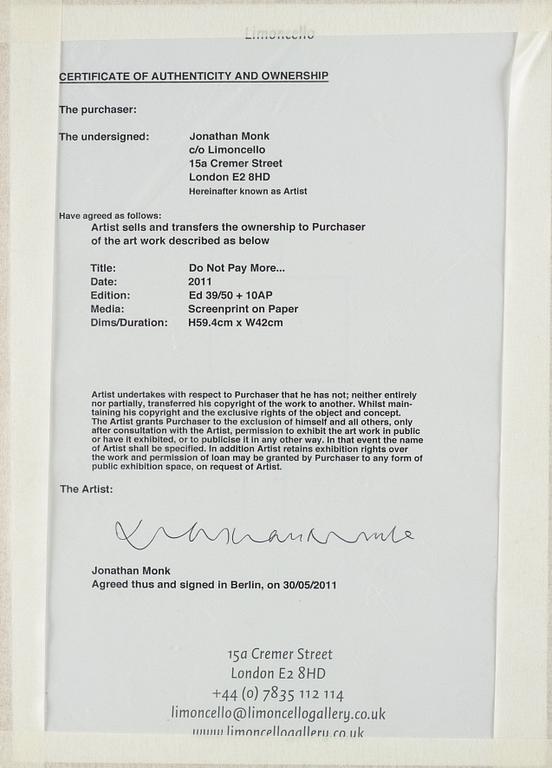 Limoncello
CERTIFICATE OF AUTHENTICITY AND OWNERSHIP
The purchaser:
The undersigned: Jonathan Monk
c/o Limoncello
15a Cremer Street
London E2 8HD
Hereinafter known as Artist
Have agreed as follows:
Artist sells and transfers the ownership to Purchaser
of the art work described as below
Title: Do Not Pay More...
Date: 2011
Edition: Ed 39/50 + 10AP
Media: Screenprint on Paper
Dims/Duration: H59.4cm x W42cm
Artist undertakes with respect to Purchaser that he has not; neither entirely
nor partially, transferred his copyright of the work to another. Whilst main-
taining his copyright and the exclusive rights of the object and concept.
The Artist grants Purchaser to the exclusion of himself and all others, only
after consultation with the Artist, permission to exhibit the art work in public
or have it exhibited, or to publicise it in any other way. In that event the name
of Artist shall be specified. In addition Artist retains exhibition rights over
the work and permission of loan may be granted by Purchaser to any form of
public exhibition space, on request of Artist.
The Artist:
Jonathan Monk
Agreed thus and signed in Berlin, on 30/05/2011
15a Cremer Street
London E2 8HD
+44 (0) 7835 112 114
limoncello@limoncellogallery.co.uk
www.limoncellogallery.co.uk